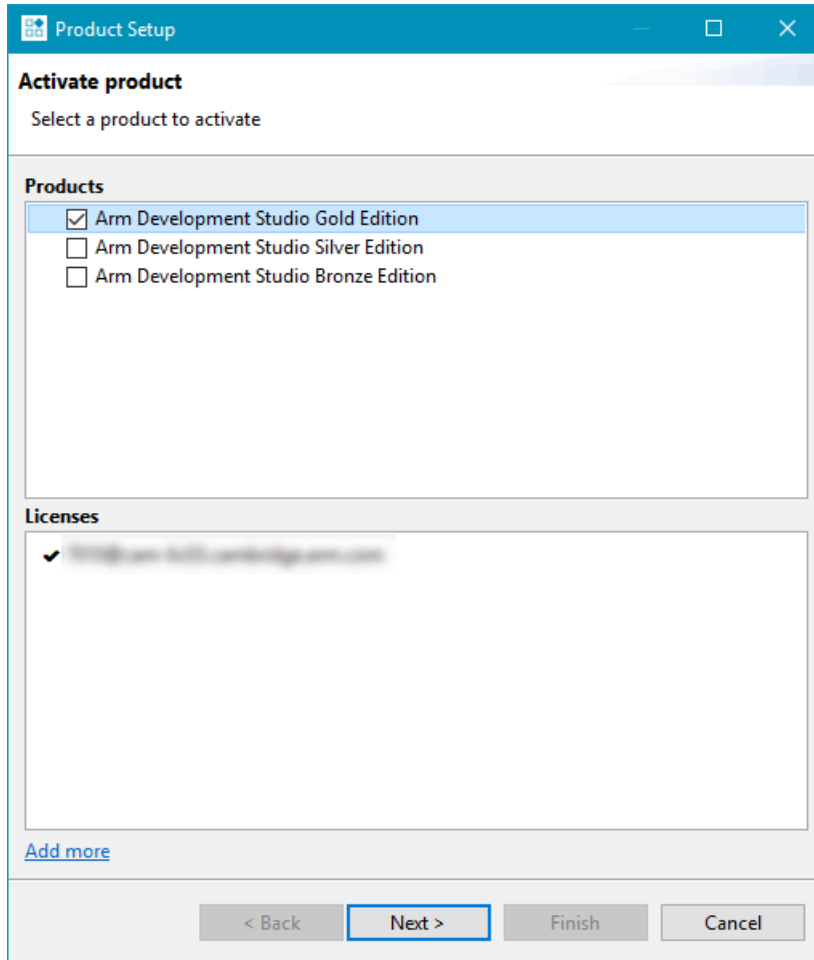 Product Setup
Activate product
Select a product to activate
Products
Arm Development Studio Gold Edition
Arm Development Studio Silver Edition
Arm Development Studio Bronze Edition
Licenses
Add more
< Back
Next >
Finish
Cancel